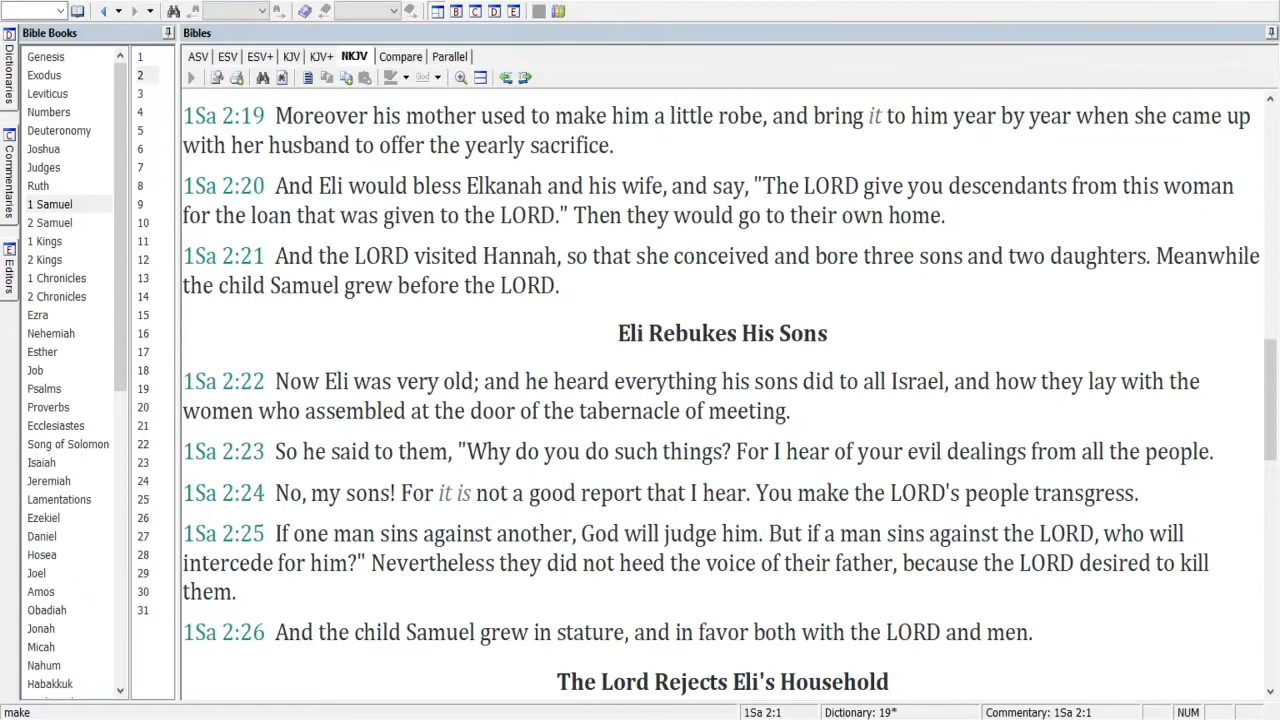 Bible Books
Bibles
Dictionaries
Commentaries
Editors
B C D E
ASV ESV ESV+ KJV KJV+ NKJV Compare Parallel
God
Genesis
Exodus
Leviticus
Numbers
Deuteronomy
Joshua
Judges
Ruth
1 Samuel
2 Samuel
1 Kings
2 Kings
1 Chronicles
2 Chronicles
Ezra
Nehemiah
Esther
Job
Psalms
Proverbs
Ecclesiastes
Song of Solomon
Isaiah
Jeremiah
Lamentations
Ezekiel
Daniel
Hosea
Joel
Amos
Obadiah
Jonah
Micah
Nahum
Habakkuk
1
2
3
4
5
6
7
8
9
10
11
12
13
14
15
16
17
18
19
20
21
22
23
24
25
26
27
28
29
30
31
1Sa 2:19 Moreover his mother used to make him a little robe, and bring it to him year by year when she came up
with her husband to offer the yearly sacrifice.
1Sa 2:20 And Eli would bless Elkanah and his wife, and say, "The LORD give you descendants from this woman
for the loan that was given to the LORD." Then they would go to their own home.
1Sa 2:21 And the LORD visited Hannah, so that she conceived and bore three sons and two daughters. Meanwhile
the child Samuel grew before the LORD.
Eli Rebukes His Sons
1Sa 2:22 Now Eli was very old; and he heard everything his sons did to all Israel, and how they lay with the
women who assembled at the door of the tabernacle of meeting.
1Sa 2:23 So he said to them, "Why do you do such things? For I hear of your evil dealings from all the people.
1Sa 2:24 No, my sons! For it is not a good report that I hear. You make the LORD's people transgress.
1Sa 2:25 If one man sins against another, God will judge him. But if a man sins against the LORD, who will
intercede for him?" Nevertheless they did not heed the voice of their father, because the LORD desired to kill
them.
1Sa 2:26 And the child Samuel grew in stature, and in favor both with the LORD and men.
The Lord Rejects Eli's Household
make
1Sa 2:1
Dictionary: 19*
Commentary: 1Sa 2:1
NUM